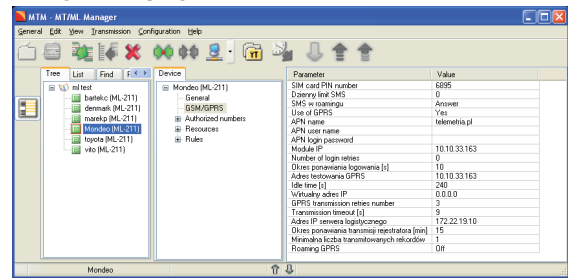 MTM - MT/ML Manager
General Edit View Transmission Configuration Help
YT
Tree List Find F
ml test
bartekc (ML-211)
denmark (ML-211)
marekp (ML-211)
Mondeo (ML-211)
toyota (ML-211)
vito (ML-211)
Device
Mondeo (ML-211)
General
GSM/GPRS
Authorized numbers
Resources
Rules
Parameter Value
SIM card PIN number 6895
Dzienny limit SMS 0
SMS w roamingu Answer
Use of GPRS Yes
APN name telemetria.pl
APN user name
APN login password
Module IP 10.10.33.163
Number of login retries 0
Okres ponawiania logowania [s] 10
Adres testowania GPRS 10.10.33.163
Idle time [s] 240
Wirtualny adres IP 0.0.0.0
GPRS transmission retries number 3
Transmission timeout [s] 9
Adres IP serwera logistycznego 172.22.19.10
Okres ponawiania transmisji rejestratora [min] 15
Minimalna liczba transmitowanych rekordów 1
Roaming GPRS Off
Mondeo